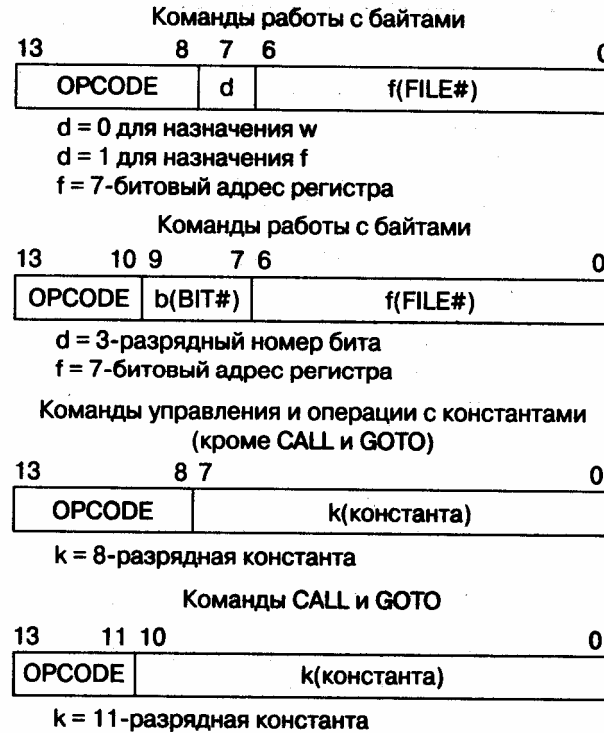 Команды работы с байтами
13 8 7 6 0
OPCODE d f(FILE#)
d = 0 для назначения w
d = 1 для назначения f
f = 7-битовый адрес регистра
Команды работы с байтами
13 10 9 7 6 0
OPCODE b(BIT#) f(FILE#)
d = 3-разрядный номер бита
f = 7-битовый адрес регистра
Команды управления и операции с константами
(кроме CALL и GOTO)
13 8 7 0
OPCODE k(константа)
k = 8-разрядная константа
Команды CALL и GOTO
13 11 10 0
OPCODE k(константа)
k = 11-разрядная константа